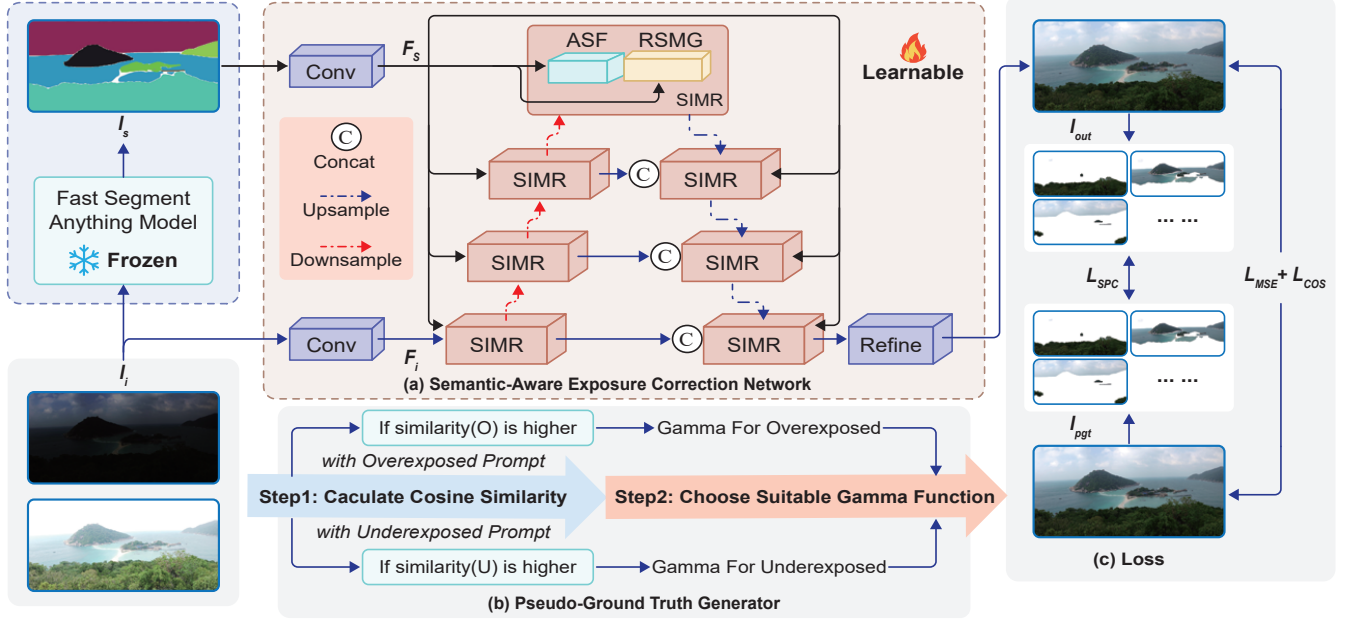 I_s
Fast Segment
Anything Model
Frozen
I_i
Conv
F_S
ASF
RSMG
SIMR
Learnable
C
Concat
Upsample
Downsample
SIMR
C
SIMR
SIMR
C
SIMR
Conv
F_i
SIMR
C
SIMR
Refine
(a) Semantic-Aware Exposure Correction Network
If similarity(O) is higher
Gamma For Overexposed
with Overexposed Prompt
Step1: Caculate Cosine Similarity
Step2: Choose Suitable Gamma Function
with Underexposed Prompt
If similarity(U) is higher
Gamma For Underexposed
(b) Pseudo-Ground Truth Generator
I_out
... ...
L_SPC
L_MSE + L_COS
... ...
I_pgt
(c) Loss